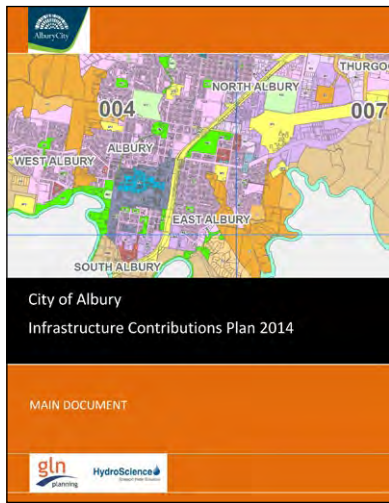 AlburyCity
THURGOO
NORTH ALBURY
004
007
ALBURY
WEST ALBURY
EAST ALBURY
SOUTH ALBURY
City of Albury
Infrastructure Contributions Plan 2014
MAIN DOCUMENT
gln
planning
HydroScience